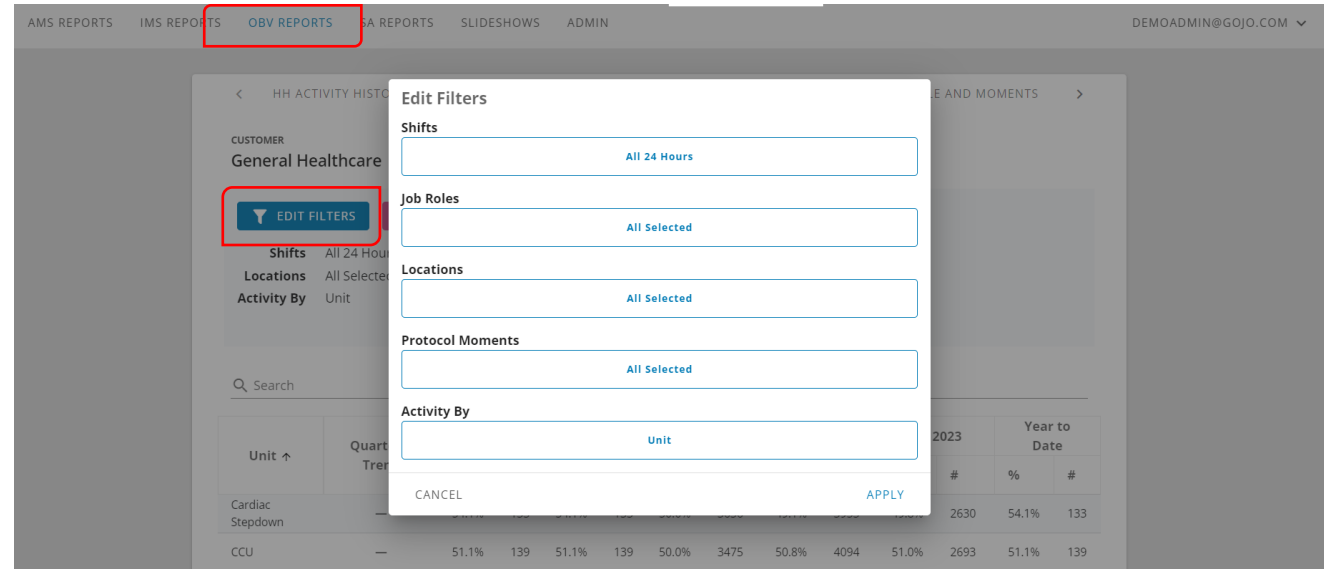 AMS REPORTS IMS REPORTS OBV REPORTS SA REPORTS SLIDESHOWS ADMIN DEMOADMIN@GOJO.COM
HH ACTIVITY HISTO E AND MOMENTS
CUSTOMER
General Healthcare
EDIT FILTERS
Shifts All 24 Hou
Locations All Selected
Activity By Unit
Search
Edit Filters
Shifts
All 24 Hours
Job Roles
All Selected
Locations
All Selected
Protocol Moments
All Selected
Activity By
Unit
CANCEL APPLY
Unit Quart 2023 Year to
Tren Date
# % #
Cardiac
Stepdown — 2630 54.1% 133
CCU — 51.1% 139 51.1% 139 50.0% 3475 50.8% 4094 51.0% 2693 51.1% 139